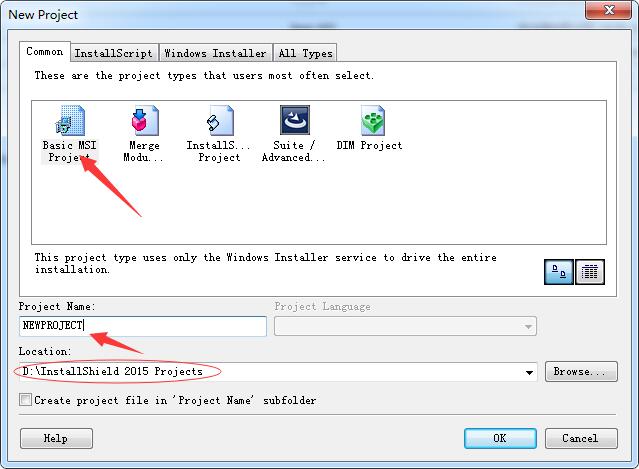 New Project
Common InstallScript Windows Installer All Types
These are the project types that users most often select.
Basic MSI Project
Merge Modu...
InstallS... Project
Suite / Advanced...
DIM Project
This project type uses only the Windows Installer service to drive the entire
installation.
Project Name:
Project Language
NEWPROJECT
Location:
D:\InstallShield 2015 Projects
Browse...
Create project file in 'Project Name' subfolder
Help
OK
Cancel